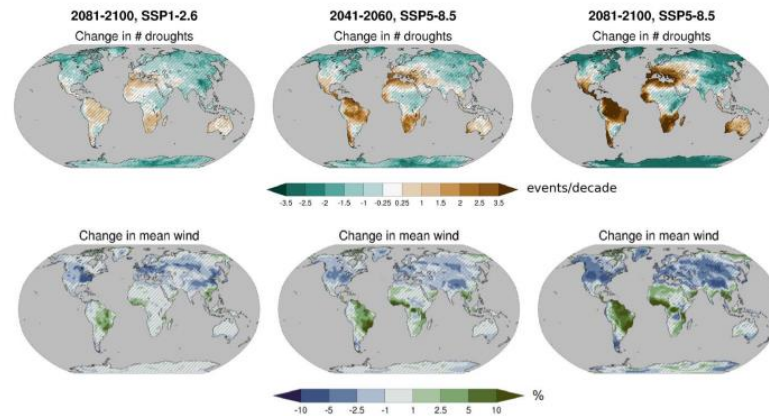 2081-2100, SSP1-2.6
2041-2060, SSP5-8.5
2081-2100, SSP5-8.5
Change in # droughts
Change in # droughts
Change in # droughts
-3.5 -2.5 -2 -1.5 -1 -0.25 0.25 1 1.5 2 2.5 3.5
events/decade
Change in mean wind
Change in mean wind
Change in mean wind
-10 -5 -2.5 -1 1 2.5 5 10
%